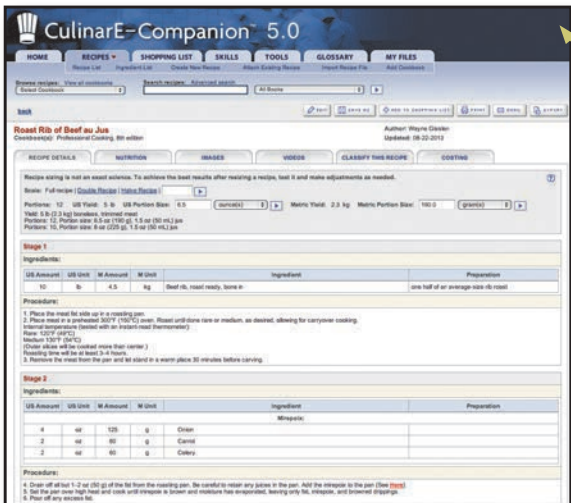 CulinarE-Companion™ 5.0
HOME RECIPES ▾ SHOPPING LIST SKILLS TOOLS GLOSSARY MY FILES
Recipe List Ingredient List Create New Recipe Attach Existing Recipe Import Recipe File Add Cookbook
Browse recipes: View all cookbooks Search recipes: Advanced search
Select Cookbook All Books
back EDIT SAVE AS ADD TO SHOPPING LIST PRINT EMAIL EXPORT
Roast Rib of Beef au Jus Author: Wayne Gisslen
Cookbook(s): Professional Cooking, 8th edition Updated: 08-22-2013
RECIPE DETAILS NUTRITION IMAGES VIDEOS CLASSIFY THIS RECIPE COSTING
Recipe sizing is not an exact science. To achieve the best results after resizing a recipe, test it and make adjustments as needed.
Scale: Full recipe | Double Recipe | Halve Recipe |
Portions: 12 US Yield: 5 lb US Portion Size: 6.5 ounce(s) Metric Yield: 2.3 kg Metric Portion Size: 190.0 gram(s)
Yield: 5 lb (2.3 kg) boneless, trimmed meat
Portions: 12, Portion size: 6.5 oz (190 g), 1.5 oz (50 mL) jus
Portions: 10, Portion size: 8 oz (225 g), 1.5 oz (50 mL) jus
Stage 1
Ingredients:
US Amount US Unit M Amount M Unit Ingredient Preparation
10 lb 4.5 kg Beef rib, roast ready, bone in one half of an average-size rib roast
Procedure:
1. Place the meat fat side up in a roasting pan.
2. Place meat in a preheated 300°F (150°C) oven. Roast until done rare or medium, as desired, allowing for carryover cooking.
Internal temperature (tested with an instant-read thermometer):
Rare: 120°F (49°C)
Medium 130°F (54°C)
(Outer slices will be cooked more than center.)
Roasting time will be at least 3–4 hours.
3. Remove the meat from the pan and let stand in a warm place 30 minutes before carving.
Stage 2
Ingredients:
US Amount US Unit M Amount M Unit Ingredient Preparation
Mirepoix:
4 oz 125 g Onion
2 oz 60 g Carrot
2 oz 60 g Celery
Procedure:
4. Drain off all but 1–2 oz (50 g) of the fat from the roasting pan. Be careful to retain any juices in the pan. Add the mirepoix to the pan (See Here)
5. Set the pan over high heat and cook until mirepoix is brown and moisture has evaporated, leaving only fat, mirepoix, and browned drippings.
6. Pour off any excess fat.